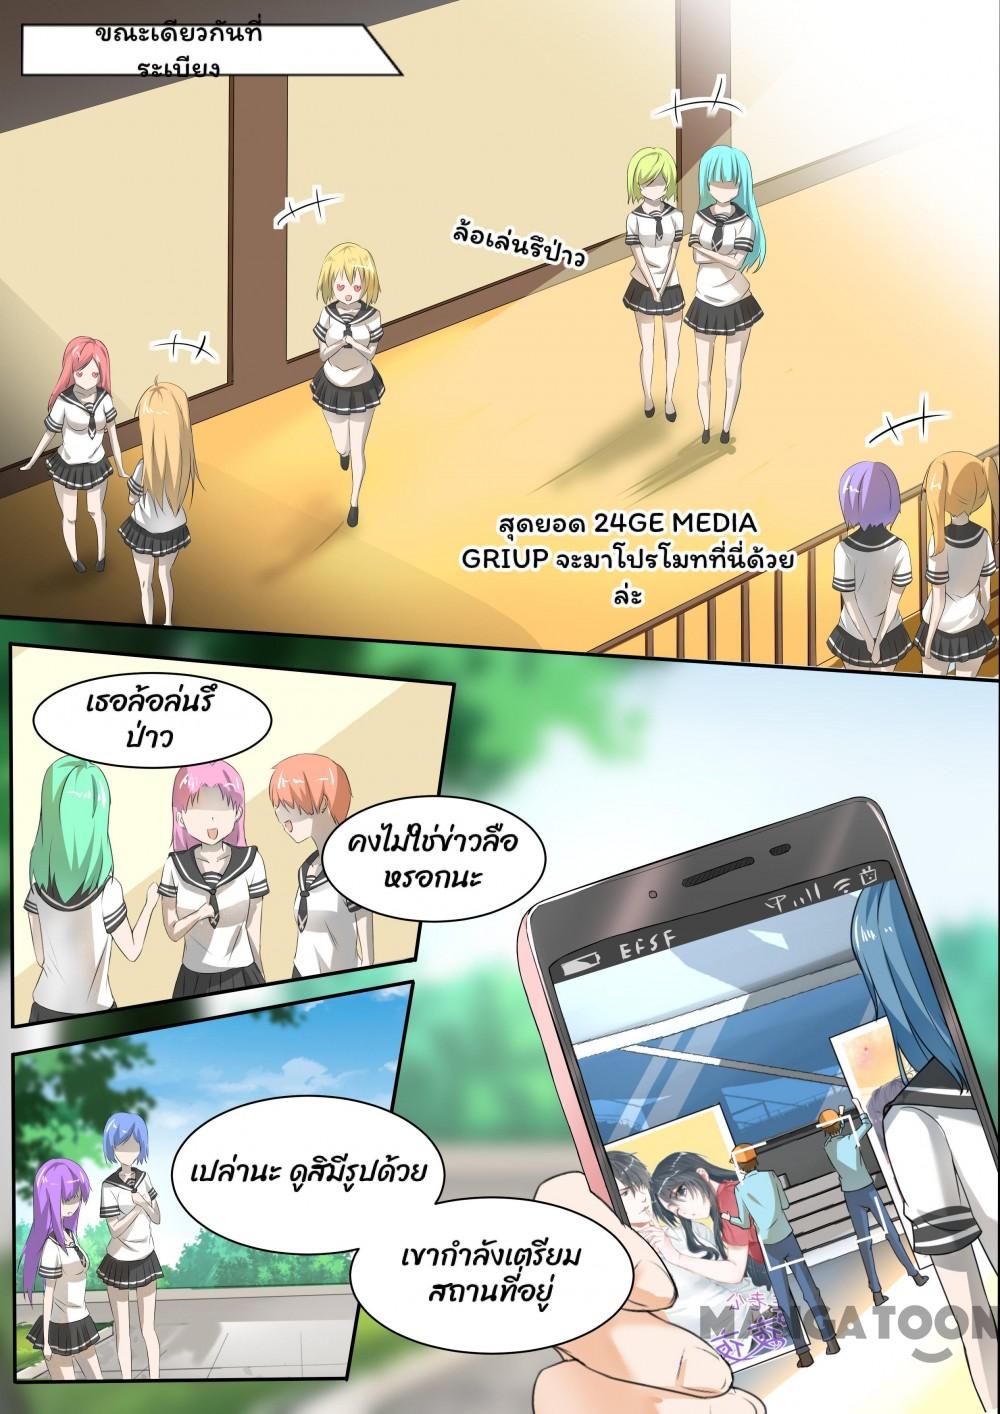 ขณะเดียวกันที่
ระเบียง
ล้อเล่นรึป่าว
สุดยอด 24GE MEDIA
GRIUP จะมาโปรโมทที่นี่ด้วย
ล่ะ
เธอล้อล่นรึ
ป่าว
คงไม่ใช่ข่าวลือ
หรอกนะ
EFSF
เปล่านะ ดูสิมีรูปด้วย
เขากำลังเตรียม
สถานที่อยู่
MANGATOON